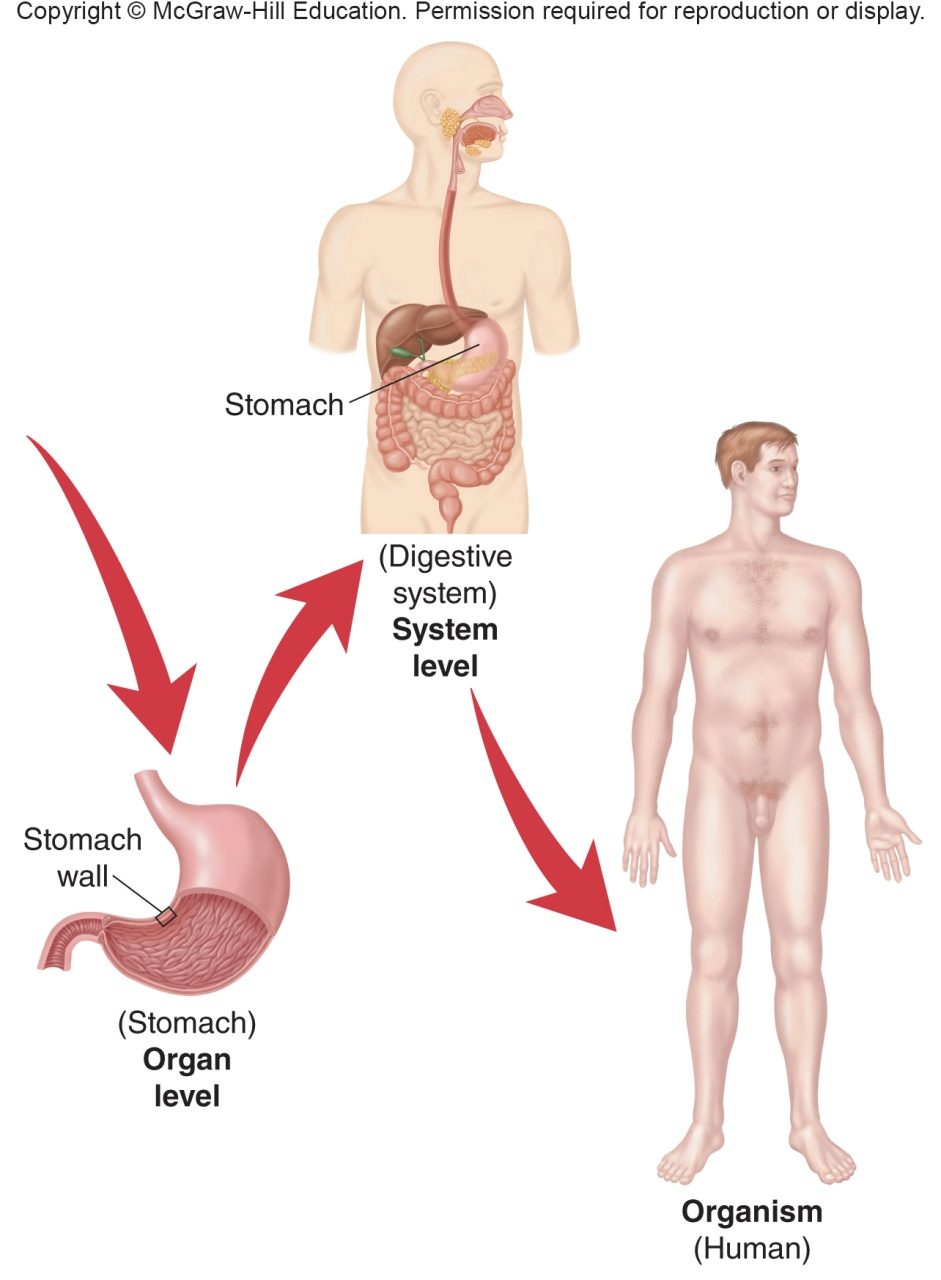 Copyright © McGraw-Hill Education. Permission required for reproduction or display.
Stomach
(Digestive
system)
System
level
Stomach
wall
(Stomach)
Organ
level
Organism
(Human)